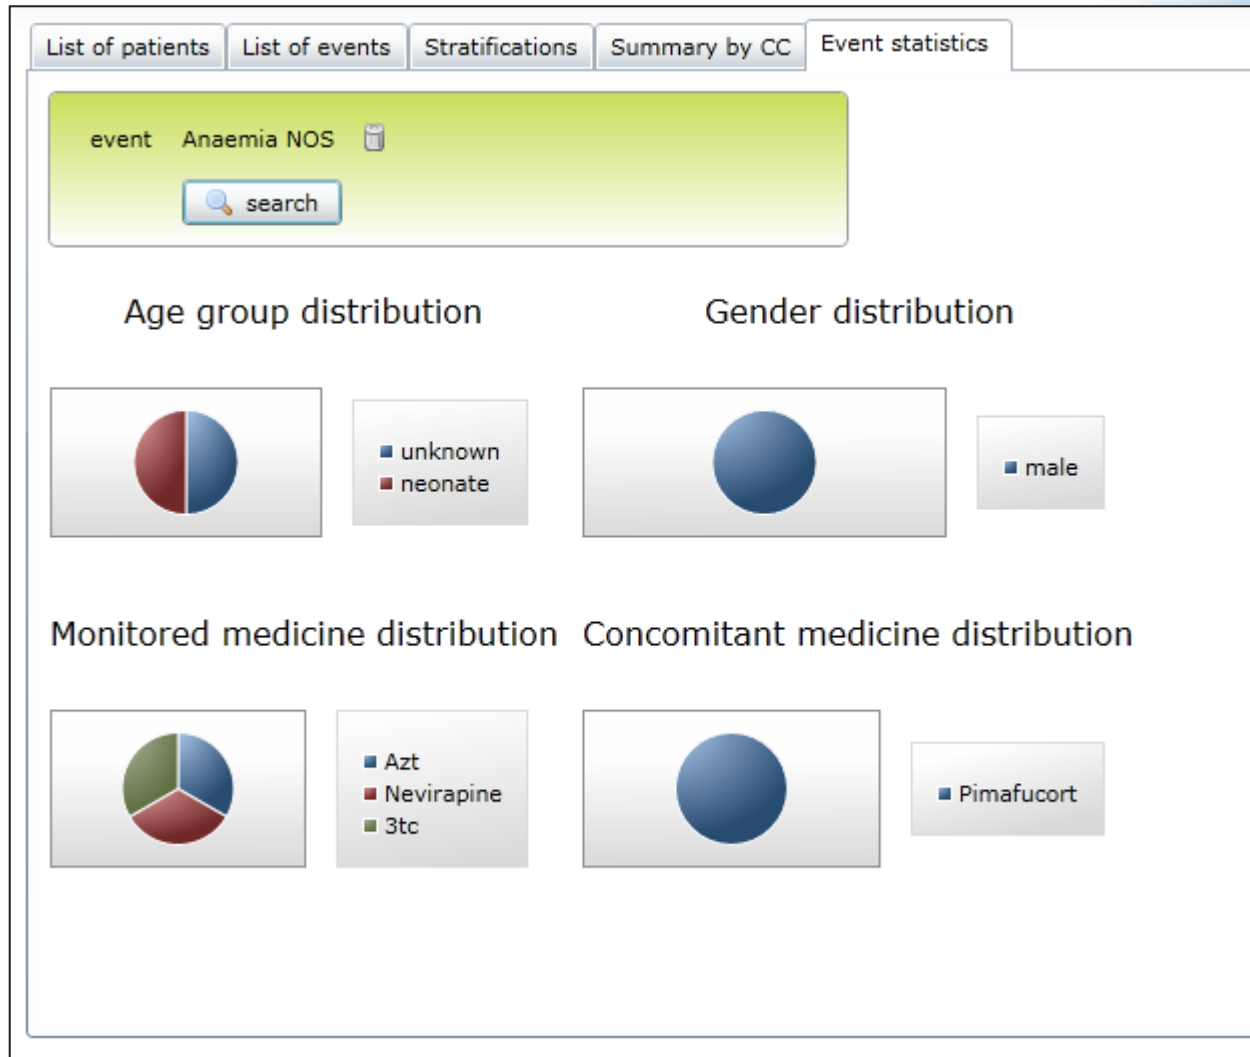 List of patients List of events Stratifications Summary by CC Event statistics
event Anaemia NOS
search
Age group distribution
unknown
neonate
Gender distribution
male
Monitored medicine distribution
Azt
Nevirapine
3tc
Concomitant medicine distribution
Pimafucort